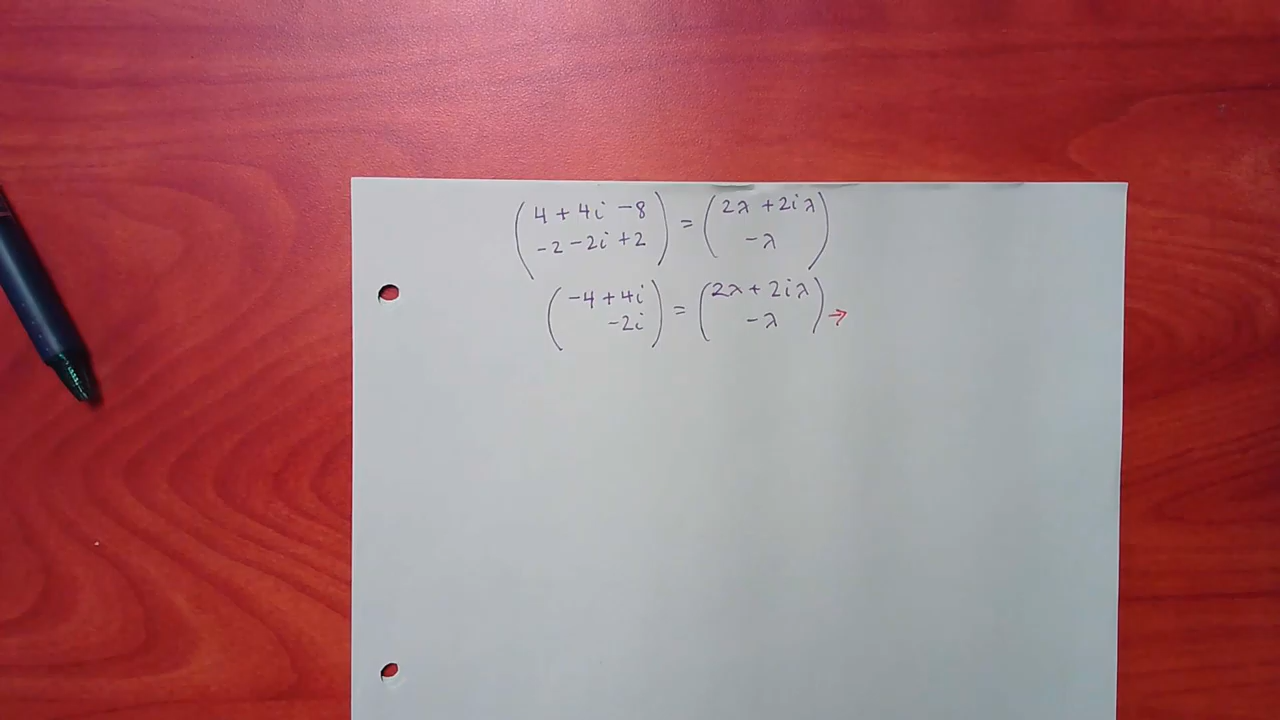 ( 4 + 4i - 8 ) = ( 2λ + 2iλ )
( -2 - 2i + 2 ) ( -λ )
( -4 + 4i ) = ( 2λ + 2iλ )
( -2i ) ( -λ ) →